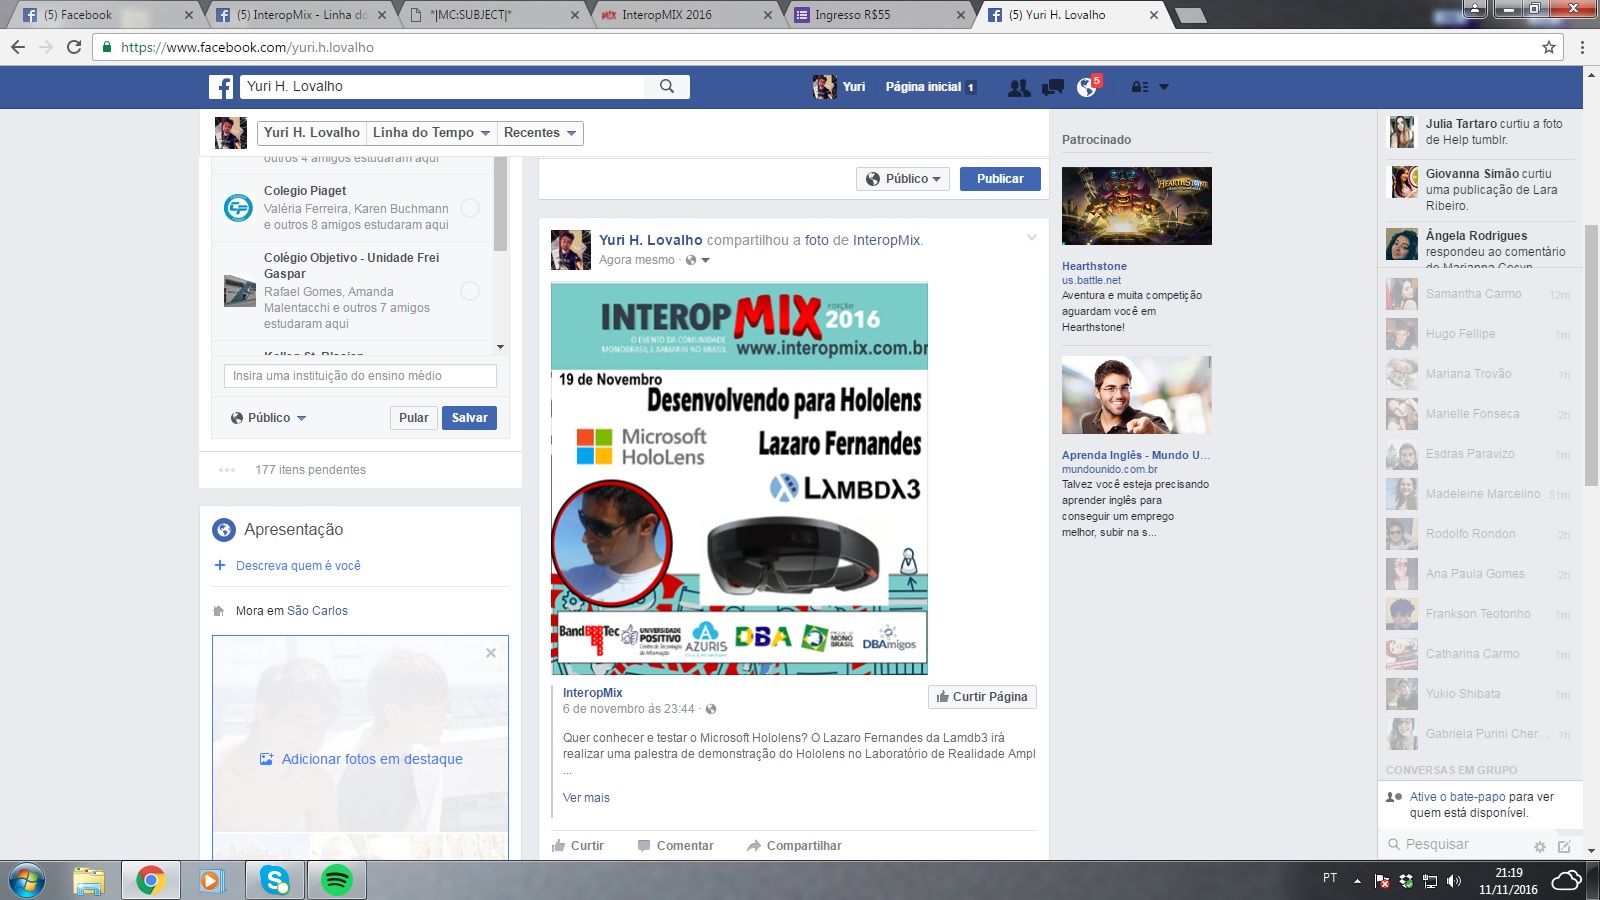 (5) Facebook
(5) InteropMix - Linha do
*|MC:SUBJECT|*
InteropMIX 2016
Ingresso R$55
(5) Yuri H. Lovalho
https://www.facebook.com/yuri.h.lovalho
Yuri H. Lovalho
Yuri
Página inicial 1
5
Yuri H. Lovalho
Linha do Tempo
Recentes
outros 4 amigos estudaram aqui
Colegio Piaget
Valéria Ferreira, Karen Buchmann
e outros 8 amigos estudaram aqui
Colégio Objetivo - Unidade Frei
Gaspar
Rafael Gomes, Amanda
Malentacchi e outros 7 amigos
estudaram aqui
Insira uma instituição do ensino médio
Público
Pular
Salvar
177 itens pendentes
Apresentação
Descreva quem é você
Mora em São Carlos
Adicionar fotos em destaque
Público
Publicar
Yuri H. Lovalho compartilhou a foto de InteropMix.
Agora mesmo ·
INTEROP MIX EDIÇÃO 2016
O EVENTO DA COMUNIDADE
MONOBRASIL E XAMARIN NO BRASIL
www.interopmix.com.br
19 de Novembro
Desenvolvendo para Hololens
Microsoft
HoloLens
Lazaro Fernandes
LλMBDλ3
BandTec
UNIVERSIDADE
POSITIVO
Centro de Tecnologia
da Informação
AZURIS
DBA
PROJETO
MONO
BRASIL
DBAmigos
InteropMix
6 de novembro às 23:44 ·
Curtir Página
Quer conhecer e testar o Microsoft Hololens? O Lazaro Fernandes da Lamdb3 irá
realizar uma palestra de demonstração do Hololens no Laboratório de Realidade Ampl
...
Ver mais
Curtir
Comentar
Compartilhar
Patrocinado
HEARTHSTONE
Hearthstone
us.battle.net
Aventura e muita competição
aguardam você em
Hearthstone!
Aprenda Inglês - Mundo U...
mundounido.com.br
Talvez você esteja precisando
aprender inglês para
conseguir um emprego
melhor, subir na s...
Julia Tartaro curtiu a foto
de Help tumblr.
Giovanna Simão curtiu
uma publicação de Lara
Ribeiro.
Ângela Rodrigues
respondeu ao comentário
Samantha Carmo 12m
Hugo Fellipe 1m
Mariana Trovão 1h
Marielle Fonseca 2h
Esdras Paravizo 1m
Madeleine Marcelino 51m
Rodolfo Rondon 2h
Ana Paula Gomes 2h
Frankson Teotonho 1m
Catharina Carmo 1m
Yukio Shibata 1m
Gabriela Purini Cher... 1h
CONVERSAS EM GRUPO
Ative o bate-papo para ver
quem está disponível.
Pesquisar
PT
21:19
11/11/2016